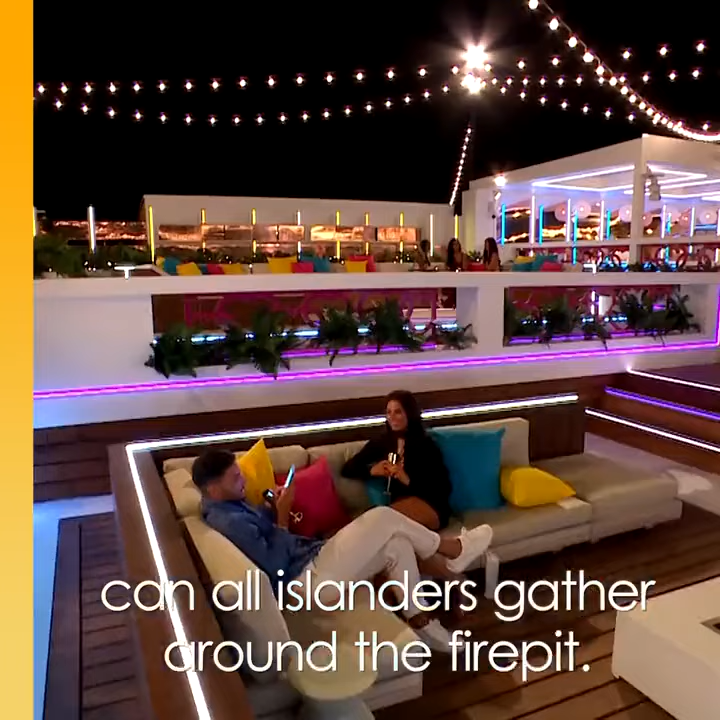 can all islanders gather
around the firepit.